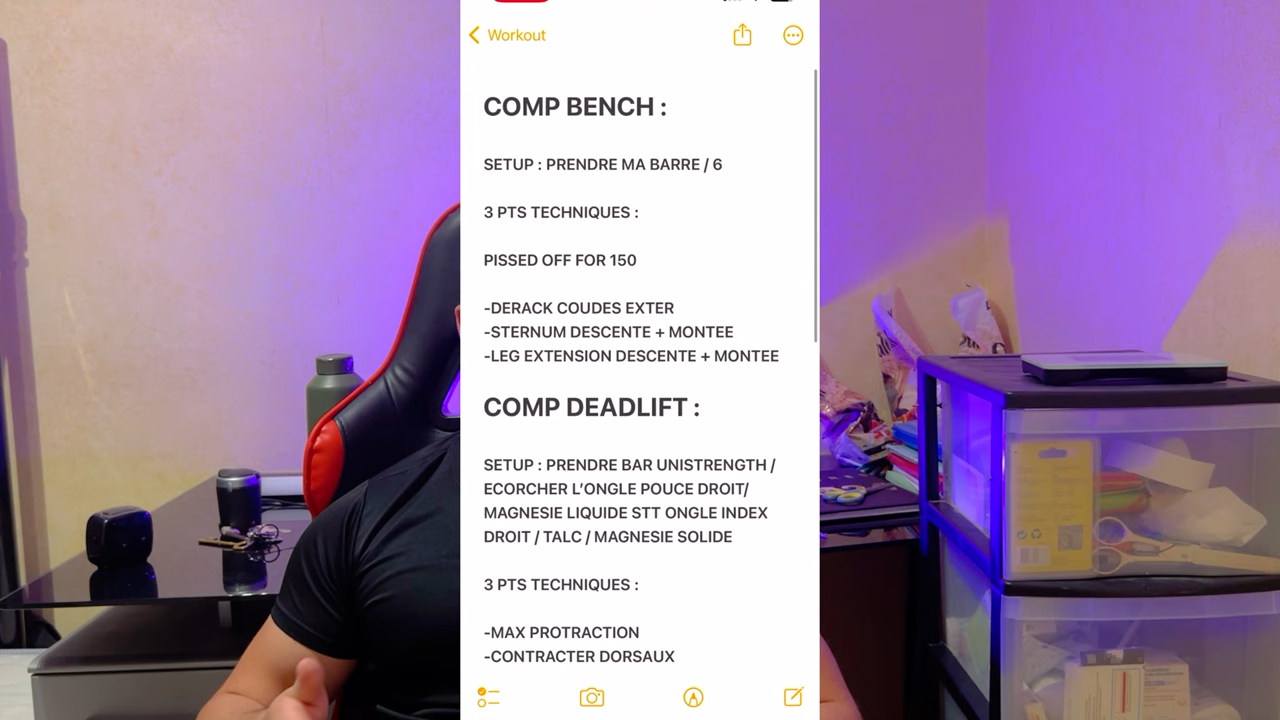 Workout
COMP BENCH :
SETUP : PRENDRE MA BARRE / 6
3 PTS TECHNIQUES :
PISSED OFF FOR 150
-DERACK COUDES EXTER
-STERNUM DESCENTE + MONTEE
-LEG EXTENSION DESCENTE + MONTEE
COMP DEADLIFT :
SETUP : PRENDRE BAR UNISTRENGTH /
ECORCHER L'ONGLE POUCE DROIT/
MAGNESIE LIQUIDE STT ONGLE INDEX
DROIT / TALC / MAGNESIE SOLIDE
3 PTS TECHNIQUES :
-MAX PROTRACTION
-CONTRACTER DORSAUX